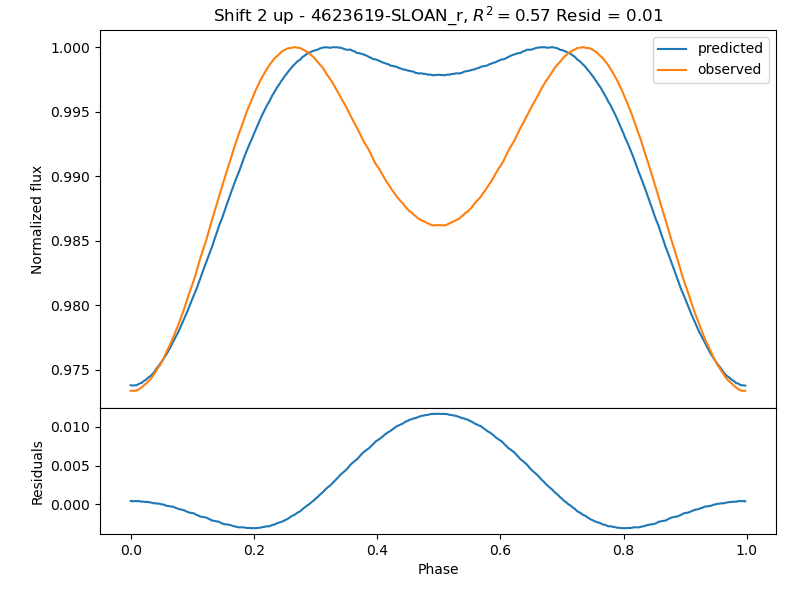 Shift 2 up - 4623619-SLOAN_r, R² = 0.57 Resid = 0.01
predicted
observed
1.000
0.995
0.990
0.985
0.980
0.975
Normalized flux
0.010
0.005
0.000
Residuals
0.0 0.2 0.4 0.6 0.8 1.0
Phase